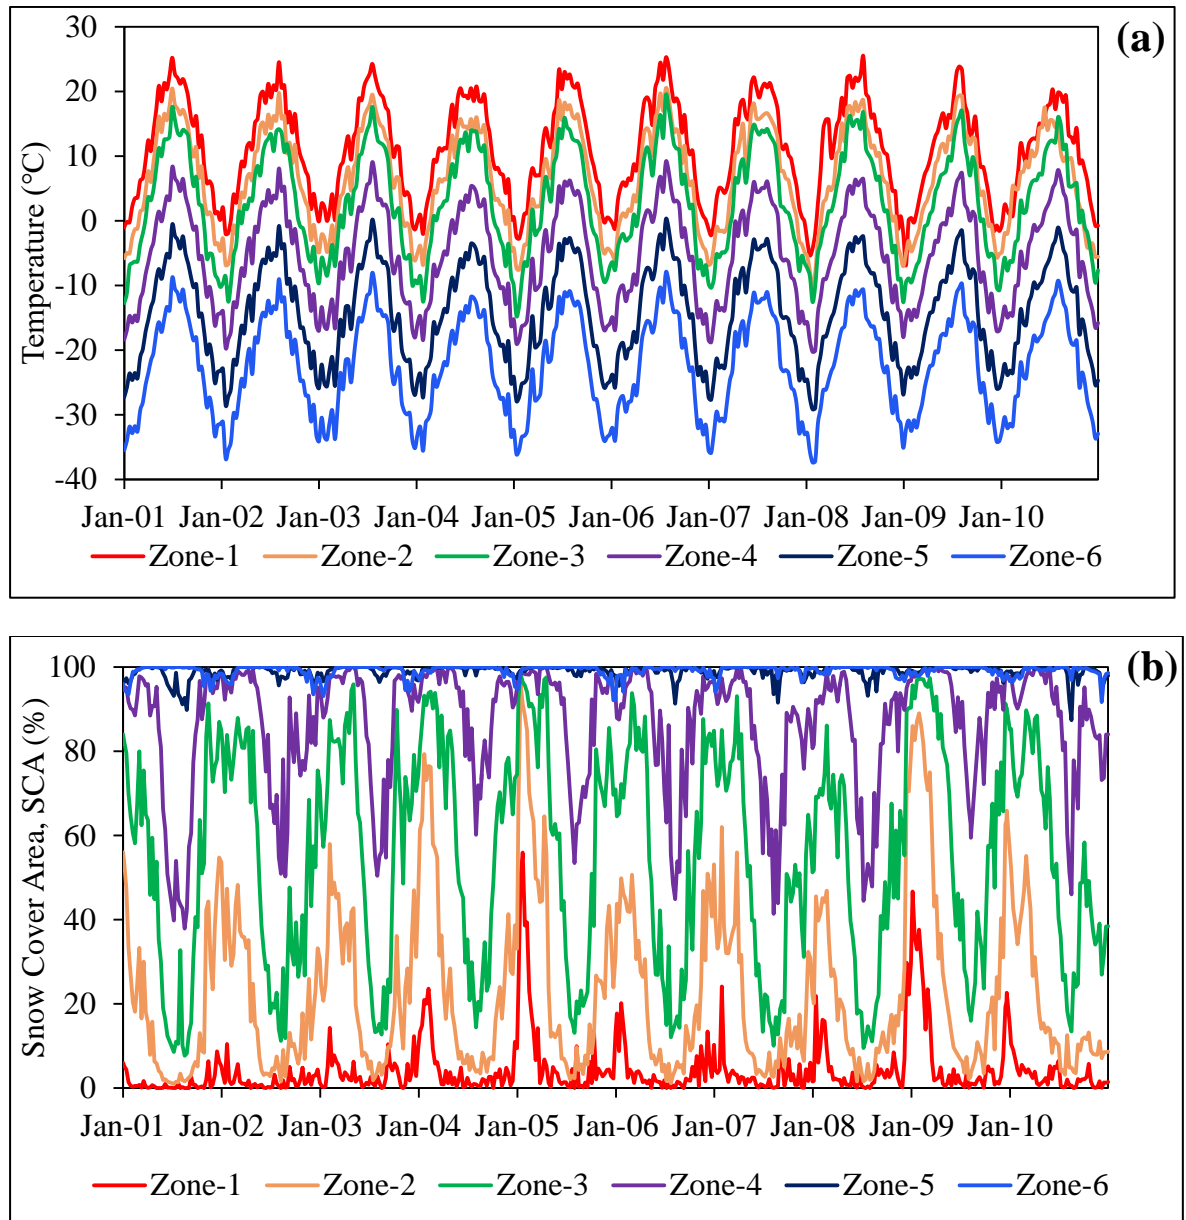 (a)
Temperature (°C)
30
20
10
0
-10
-20
-30
-40
Jan-01 Jan-02 Jan-03 Jan-04 Jan-05 Jan-06 Jan-07 Jan-08 Jan-09 Jan-10
Zone-1 Zone-2 Zone-3 Zone-4 Zone-5 Zone-6
(b)
Snow Cover Area, SCA (%)
100
80
60
40
20
0
Jan-01 Jan-02 Jan-03 Jan-04 Jan-05 Jan-06 Jan-07 Jan-08 Jan-09 Jan-10
Zone-1 Zone-2 Zone-3 Zone-4 Zone-5 Zone-6